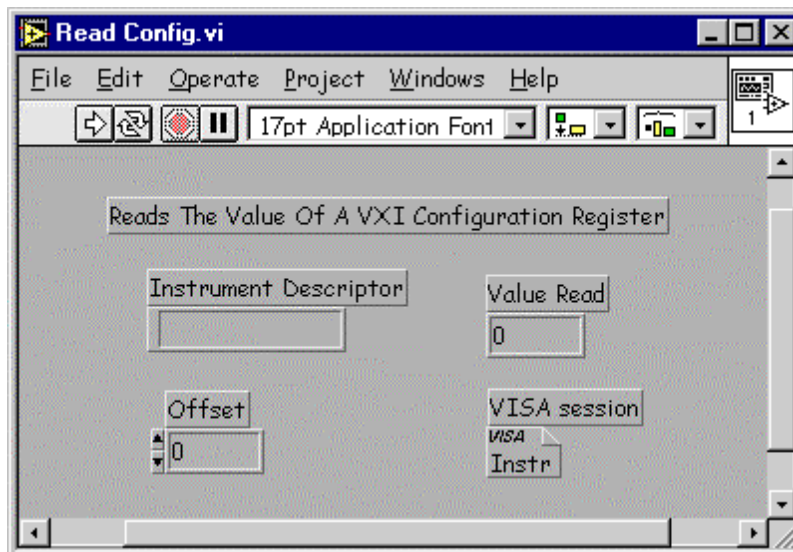 Read Config.vi
File Edit Operate Project Windows Help
17pt Application Font
1
Reads The Value Of A VXI Configuration Register
Instrument Descriptor
Value Read
0
Offset
0
VISA session
VISA
Instr